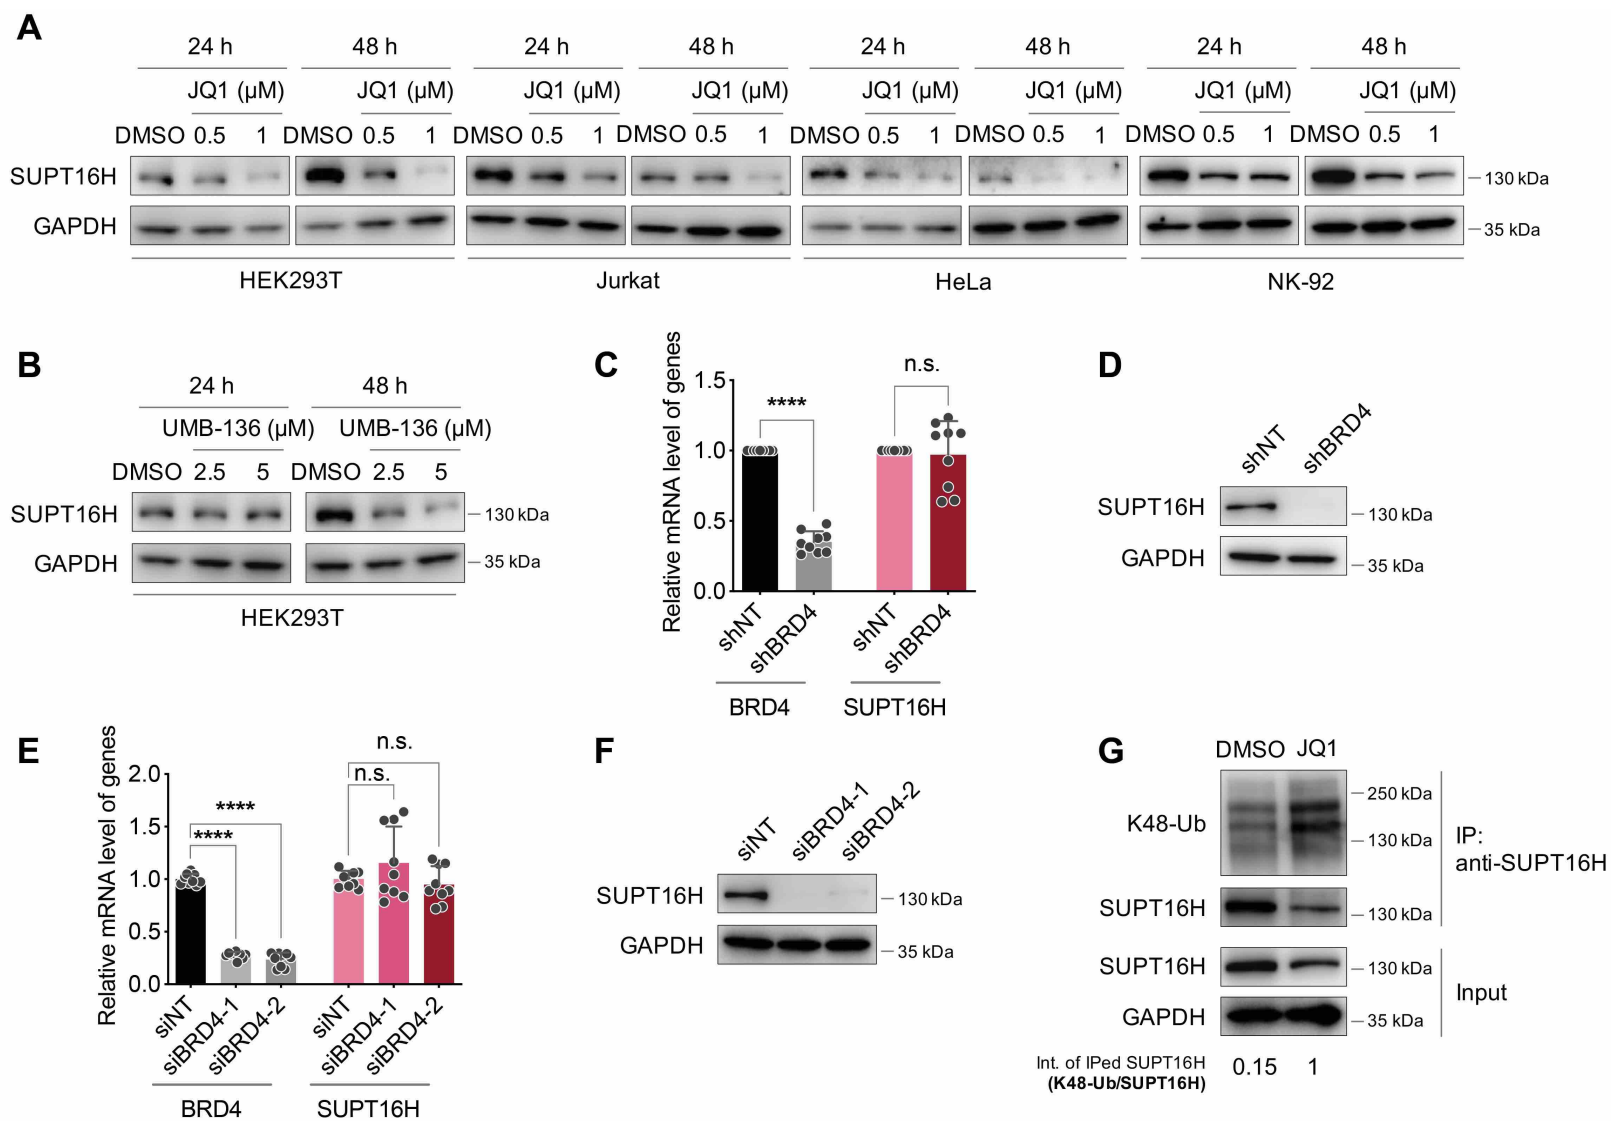 A
24 h 48 h 24 h 48 h 24 h 48 h 24 h 48 h
JQ1 (µM) JQ1 (µM) JQ1 (µM) JQ1 (µM) JQ1 (µM) JQ1 (µM) JQ1 (µM) JQ1 (µM)
DMSO 0.5 1 DMSO 0.5 1 DMSO 0.5 1 DMSO 0.5 1 DMSO 0.5 1 DMSO 0.5 1 DMSO 0.5 1 DMSO 0.5 1
SUPT16H 130 kDa
GAPDH 35 kDa
HEK293T Jurkat HeLa NK-92
B
24 h 48 h
UMB-136 (µM) UMB-136 (µM)
DMSO 2.5 5 DMSO 2.5 5
SUPT16H 130 kDa
GAPDH 35 kDa
HEK293T
C
Relative mRNA level of genes
1.5
1.0
0.5
0.0
**** n.s.
shNT shBRD4 shNT shBRD4
BRD4 SUPT16H
D
shNT shBRD4
SUPT16H 130 kDa
GAPDH 35 kDa
E
Relative mRNA level of genes
2.0
1.5
1.0
0.5
0.0
****
****
n.s.
n.s.
siNT siBRD4-1 siBRD4-2 siNT siBRD4-1 siBRD4-2
BRD4 SUPT16H
F
siNT siBRD4-1 siBRD4-2
SUPT16H 130 kDa
GAPDH 35 kDa
G
DMSO JQ1
K48-Ub 250 kDa
130 kDa
SUPT16H 130 kDa
IP:
anti-SUPT16H
SUPT16H 130 kDa
GAPDH 35 kDa
Input
Int. of IPed SUPT16H
(K48-Ub/SUPT16H)
0.15 1